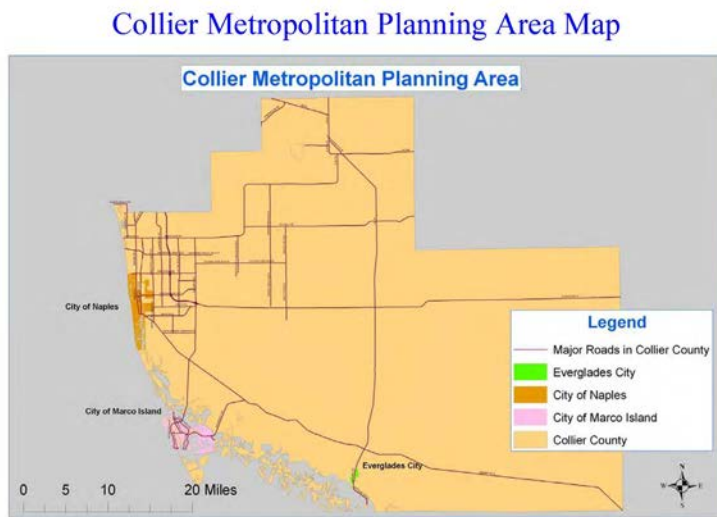 Collier Metropolitan Planning Area Map
Collier Metropolitan Planning Area
City of Naples
City of Marco Island
Everglades City
Legend
Major Roads in Collier County
Everglades City
City of Naples
City of Marco Island
Collier County
0 5 10 20 Miles
N
W E
S